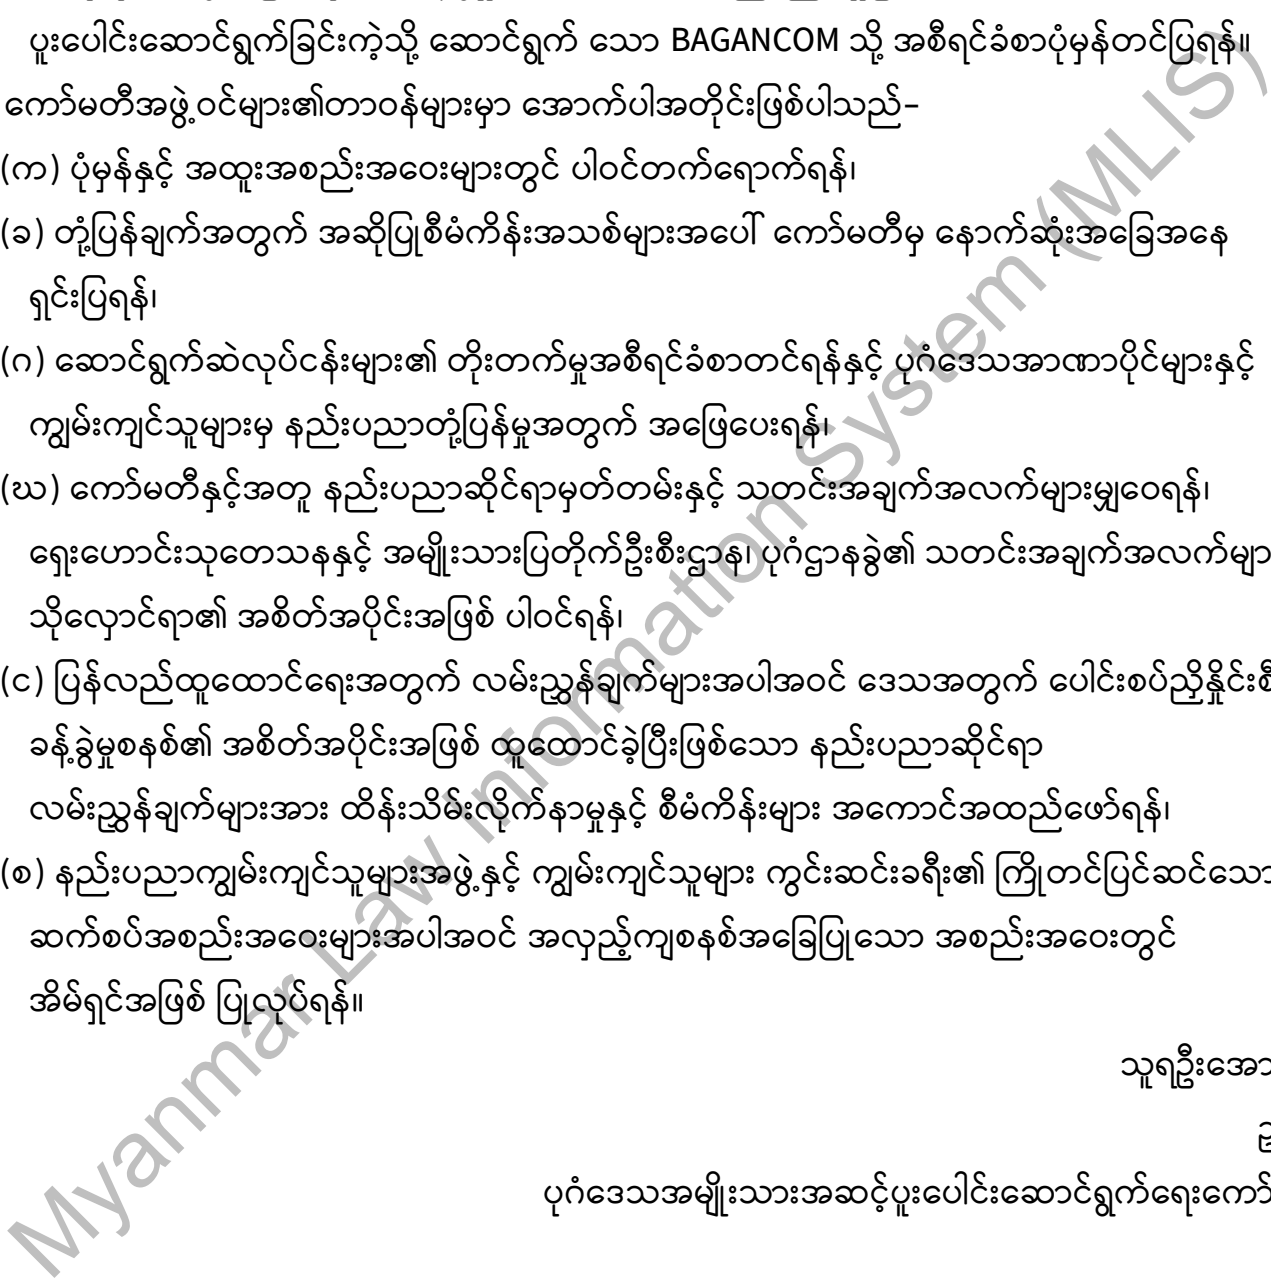 ပူးပေါင်းဆောင်ရွက်ခြင်းကဲ့သို့ ဆောင်ရွက် သော BAGANCOM သို့ အစီရင်ခံစာပုံမှန်တင်ပြရန်။
ကော်မတီအဖွဲ့ဝင်များ၏တာဝန်များမှာ အောက်ပါအတိုင်းဖြစ်ပါသည်–
(က) ပုံမှန်နှင့် အထူးအစည်းအဝေးများတွင် ပါဝင်တက်ရောက်ရန်၊
(ခ) တုံ့ပြန်ချက်အတွက် အဆိုပြုစီမံကိန်းအသစ်များအပေါ် ကော်မတီမှ နောက်ဆုံးအခြေအနေ
ရှင်းပြရန်၊
(ဂ) ဆောင်ရွက်ဆဲလုပ်ငန်းများ၏ တိုးတက်မှုအစီရင်ခံစာတင်ရန်နှင့် ပုဂံဒေသအာဏာပိုင်များနှင့်
ကျွမ်းကျင်သူများမှ နည်းပညာတုံ့ပြန်မှုအတွက် အဖြေပေးရန်၊
(ဃ) ကော်မတီနှင့်အတူ နည်းပညာဆိုင်ရာမှတ်တမ်းနှင့် သတင်းအချက်အလက်များမျှဝေရန်၊
ရှေးဟောင်းသုတေသနနှင့် အမျိုးသားပြတိုက်ဦးစီးဌာန၊ ပုဂံဌာနခွဲ၏ သတင်းအချက်အလက်မျာ
သိုလှောင်ရာ၏ အစိတ်အပိုင်းအဖြစ် ပါဝင်ရန်၊
(င) ပြန်လည်ထူထောင်ရေးအတွက် လမ်းညွှန်ချက်များအပါအဝင် ဒေသအတွက် ပေါင်းစပ်ညှိနှိုင်းစီ
ခန့်ခွဲမှုစနစ်၏ အစိတ်အပိုင်းအဖြစ် ထူထောင်ခဲ့ပြီးဖြစ်သော နည်းပညာဆိုင်ရာ
လမ်းညွှန်ချက်များအား ထိန်းသိမ်းလိုက်နာမှုနှင့် စီမံကိန်းများ အကောင်အထည်ဖော်ရန်၊
(စ) နည်းပညာကျွမ်းကျင်သူများအဖွဲ့နှင့် ကျွမ်းကျင်သူများ ကွင်းဆင်းခရီး၏ ကြိုတင်ပြင်ဆင်သော
ဆက်စပ်အစည်းအဝေးများအပါအဝင် အလှည့်ကျစနစ်အခြေပြုသော အစည်းအဝေးတွင်
အိမ်ရှင်အဖြစ် ပြုလုပ်ရန်။
သူရဦးအော
ပုဂံဒေသအမျိုးသားအဆင့်ပူးပေါင်းဆောင်ရွက်ရေးကော်
Myanmar Law Information System (MLIS)